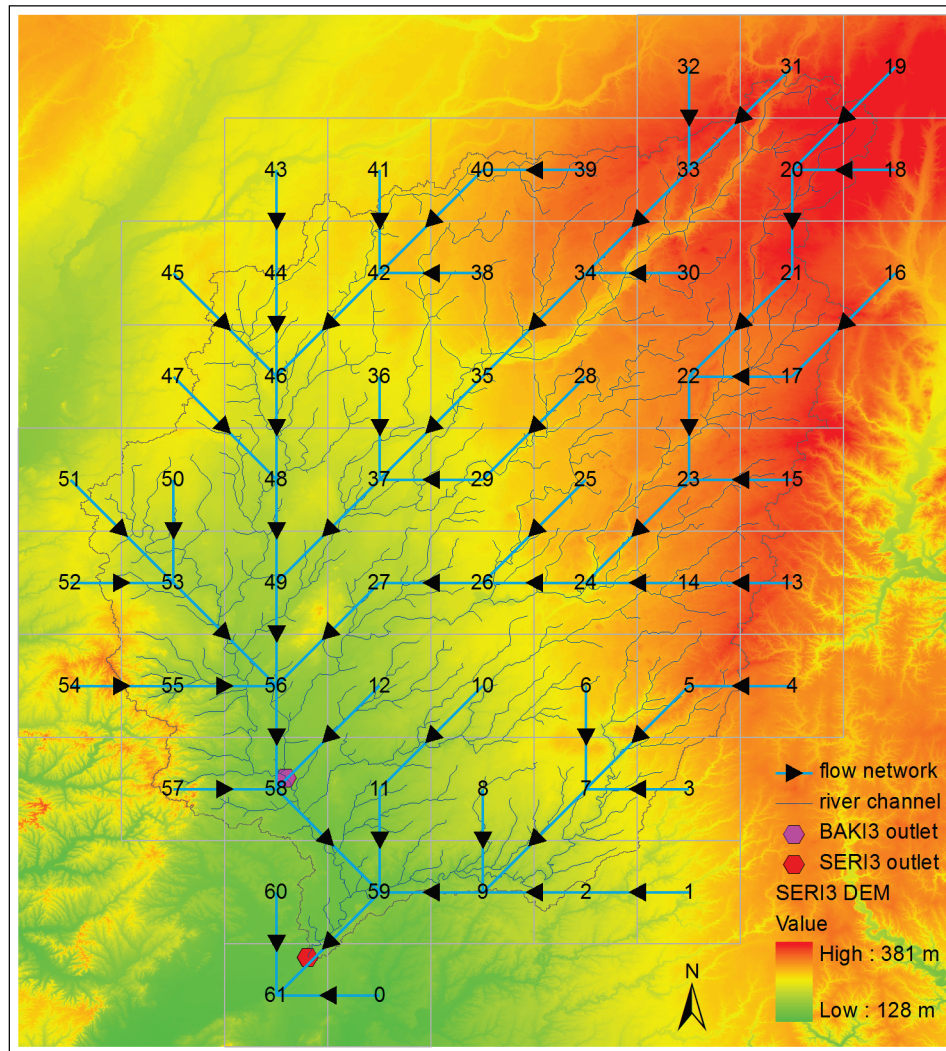 32 31 19
43 41 40 39 33 20 18
45 44 42 38 34 30 21 16
47 46 36 35 28 22 17
51 50 48 37 29 25 23 15
52 53 49 27 26 24 14 13
54 55 56 12 10 6 5 4
57 58 11 8 7 3
60 59 9 2 1
61 0
flow network
river channel
BAKI3 outlet
SERI3 outlet
SERI3 DEM
Value
High : 381 m
Low : 128 m
N